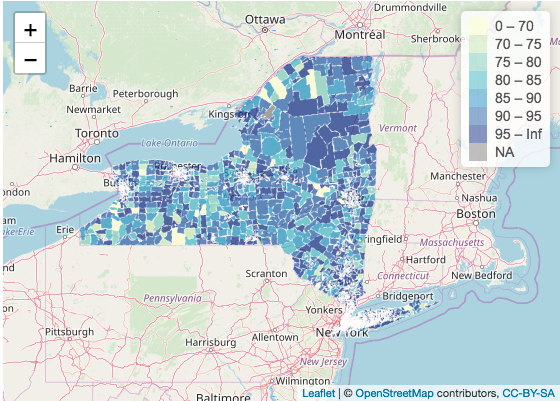 +
−
Ottawa
Drummondville
Montréal
Sherbrooke
0 – 70
70 – 75
75 – 80
80 – 85
85 – 90
90 – 95
95 – Inf
NA
Barrie
Peterborough
Newmarket
Toronto
Lake Ontario
Hamilton
Vermont
Manchester
Nashua
Boston
Erie
Massachusetts
Hartford
Connecticut
New Bedford
Scranton
Bridgeport
Pennsylvania
Yonkers
New York
Pittsburgh
Allentown
Harrisburg
New Jersey
Wilmington
Baltimore
Leaflet | © OpenStreetMap contributors, CC-BY-SA